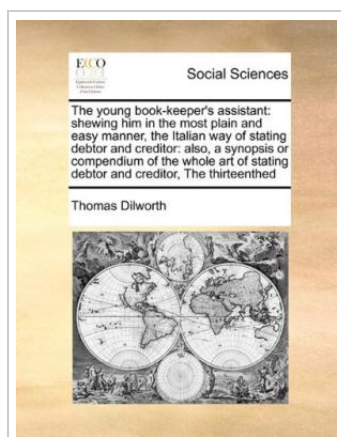 ECCO
Social Sciences
The young book-keeper's assistant:
shewing him in the most plain and
easy manner, the Italian way of stating
debtor and creditor: also, a synopsis or
compendium of the whole art of stating
debtor and creditor, The thirteenthed
Thomas Dilworth